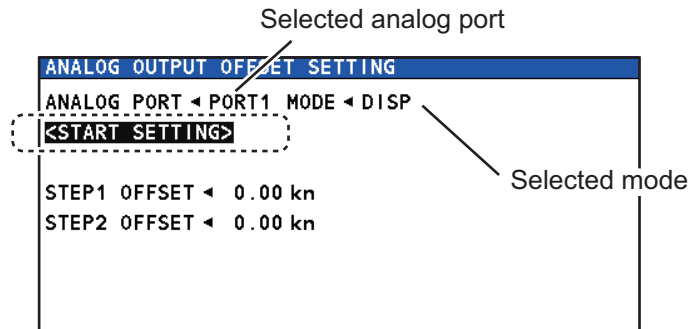 Selected analog port
ANALOG OUTPUT OFFSET SETTING
ANALOG PORT ◄ PORT1 MODE ◄ DISP
<START SETTING>
Selected mode
STEP1 OFFSET ◄ 0.00 kn
STEP2 OFFSET ◄ 0.00 kn